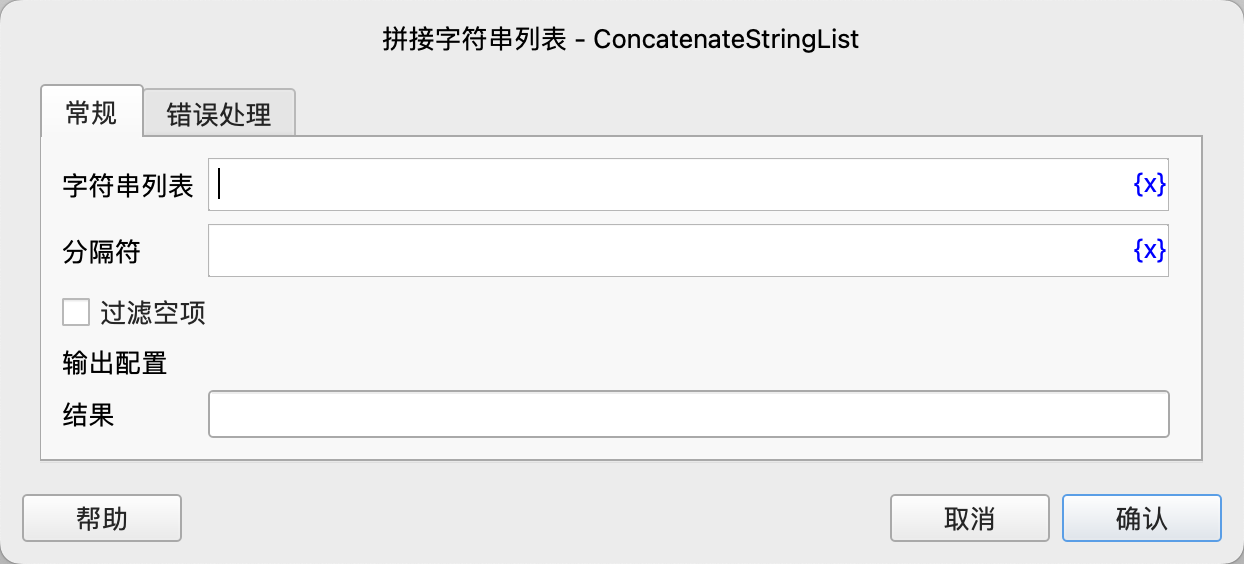 拼接字符串列表 - ConcatenateStringList
常规 错误处理
字符串列表 {x}
分隔符 {x}
过滤空项
输出配置
结果
帮助 取消 确认